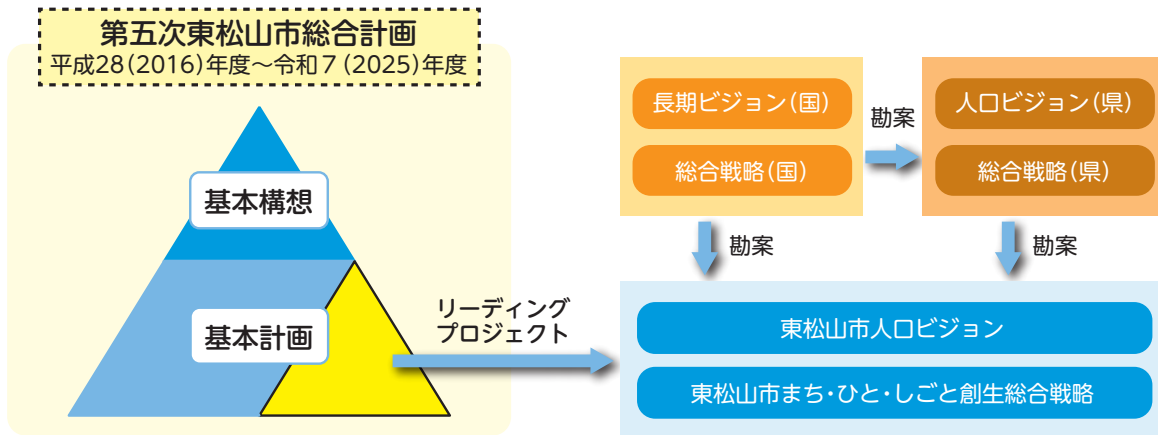 第五次東松山市総合計画
平成28(2016)年度～令和7(2025)年度
基本構想
基本計画
リーディング
プロジェクト
長期ビジョン(国)
総合戦略(国)
勘案
人口ビジョン(県)
総合戦略(県)
勘案
勘案
東松山市人口ビジョン
東松山市まち・ひと・しごと創生総合戦略